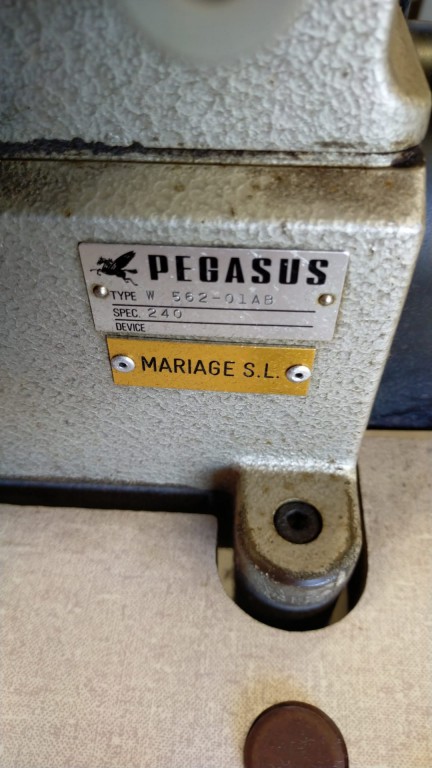 PEGASUS
TYPE W 562-01AB
SPEC. 240
DEVICE
MARIAGE S.L.